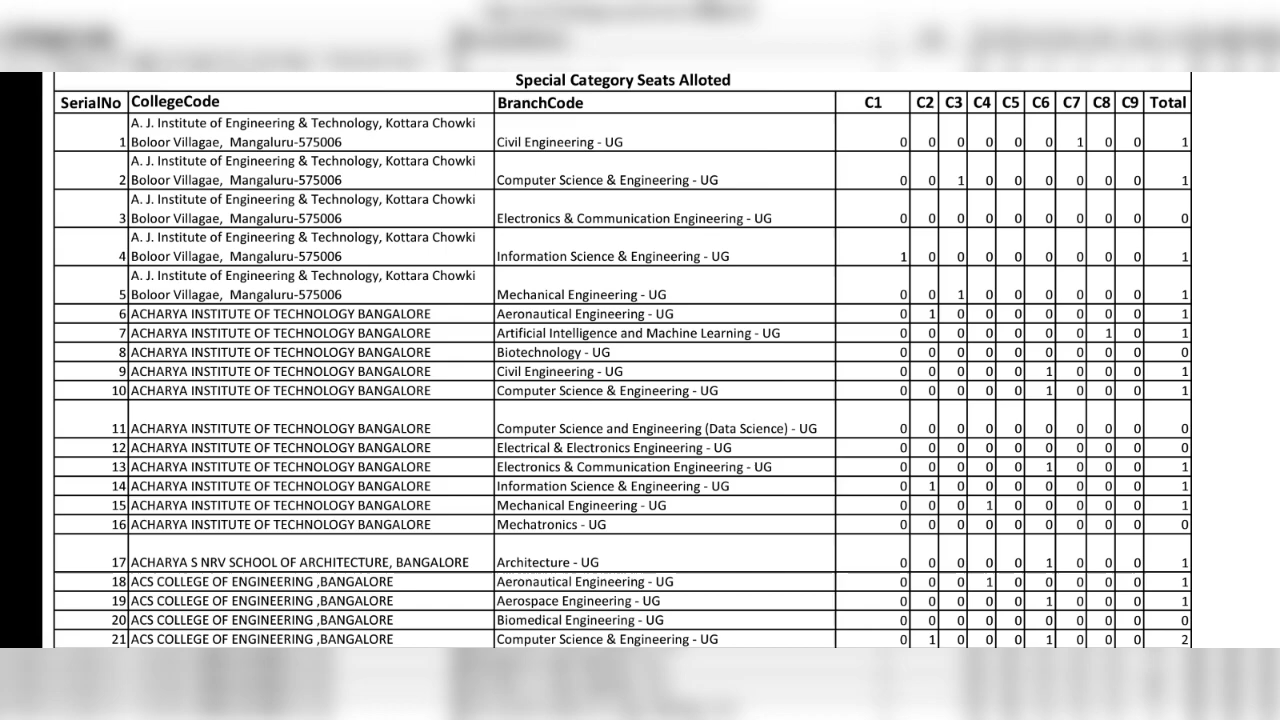 Special Category Seats Alloted
SerialNo CollegeCode BranchCode C1 C2 C3 C4 C5 C6 C7 C8 C9 Total
A. J. Institute of Engineering & Technology, Kottara Chowki
1 Boloor Villagae, Mangaluru-575006 Civil Engineering - UG 0 0 0 0 0 0 1 0 0 1
A. J. Institute of Engineering & Technology, Kottara Chowki
2 Boloor Villagae, Mangaluru-575006 Computer Science & Engineering - UG 0 0 1 0 0 0 0 0 0 1
A. J. Institute of Engineering & Technology, Kottara Chowki
3 Boloor Villagae, Mangaluru-575006 Electronics & Communication Engineering - UG 0 0 0 0 0 0 0 0 0 0
A. J. Institute of Engineering & Technology, Kottara Chowki
4 Boloor Villagae, Mangaluru-575006 Information Science & Engineering - UG 1 0 0 0 0 0 0 0 0 1
A. J. Institute of Engineering & Technology, Kottara Chowki
5 Boloor Villagae, Mangaluru-575006 Mechanical Engineering - UG 0 0 1 0 0 0 0 0 0 1
6 ACHARYA INSTITUTE OF TECHNOLOGY BANGALORE Aeronautical Engineering - UG 0 1 0 0 0 0 0 0 0 1
7 ACHARYA INSTITUTE OF TECHNOLOGY BANGALORE Artificial Intelligence and Machine Learning - UG 0 0 0 0 0 0 0 1 0 1
8 ACHARYA INSTITUTE OF TECHNOLOGY BANGALORE Biotechnology - UG 0 0 0 0 0 0 0 0 0 0
9 ACHARYA INSTITUTE OF TECHNOLOGY BANGALORE Civil Engineering - UG 0 0 0 0 0 1 0 0 0 1
10 ACHARYA INSTITUTE OF TECHNOLOGY BANGALORE Computer Science & Engineering - UG 0 0 0 0 0 1 0 0 0 1
11 ACHARYA INSTITUTE OF TECHNOLOGY BANGALORE Computer Science and Engineering (Data Science) - UG 0 0 0 0 0 0 0 0 0 0
12 ACHARYA INSTITUTE OF TECHNOLOGY BANGALORE Electrical & Electronics Engineering - UG 0 0 0 0 0 0 0 0 0 0
13 ACHARYA INSTITUTE OF TECHNOLOGY BANGALORE Electronics & Communication Engineering - UG 0 0 0 0 0 1 0 0 0 1
14 ACHARYA INSTITUTE OF TECHNOLOGY BANGALORE Information Science & Engineering - UG 0 1 0 0 0 0 0 0 0 1
15 ACHARYA INSTITUTE OF TECHNOLOGY BANGALORE Mechanical Engineering - UG 0 0 0 1 0 0 0 0 0 1
16 ACHARYA INSTITUTE OF TECHNOLOGY BANGALORE Mechatronics - UG 0 0 0 0 0 0 0 0 0 0
17 ACHARYA S NRV SCHOOL OF ARCHITECTURE, BANGALORE Architecture - UG 0 0 0 0 0 1 0 0 0 1
18 ACS COLLEGE OF ENGINEERING ,BANGALORE Aeronautical Engineering - UG 0 0 0 1 0 0 0 0 0 1
19 ACS COLLEGE OF ENGINEERING ,BANGALORE Aerospace Engineering - UG 0 0 0 0 0 1 0 0 0 1
20 ACS COLLEGE OF ENGINEERING ,BANGALORE Biomedical Engineering - UG 0 0 0 0 0 0 0 0 0 0
21 ACS COLLEGE OF ENGINEERING ,BANGALORE Computer Science & Engineering - UG 0 1 0 0 0 1 0 0 0 2